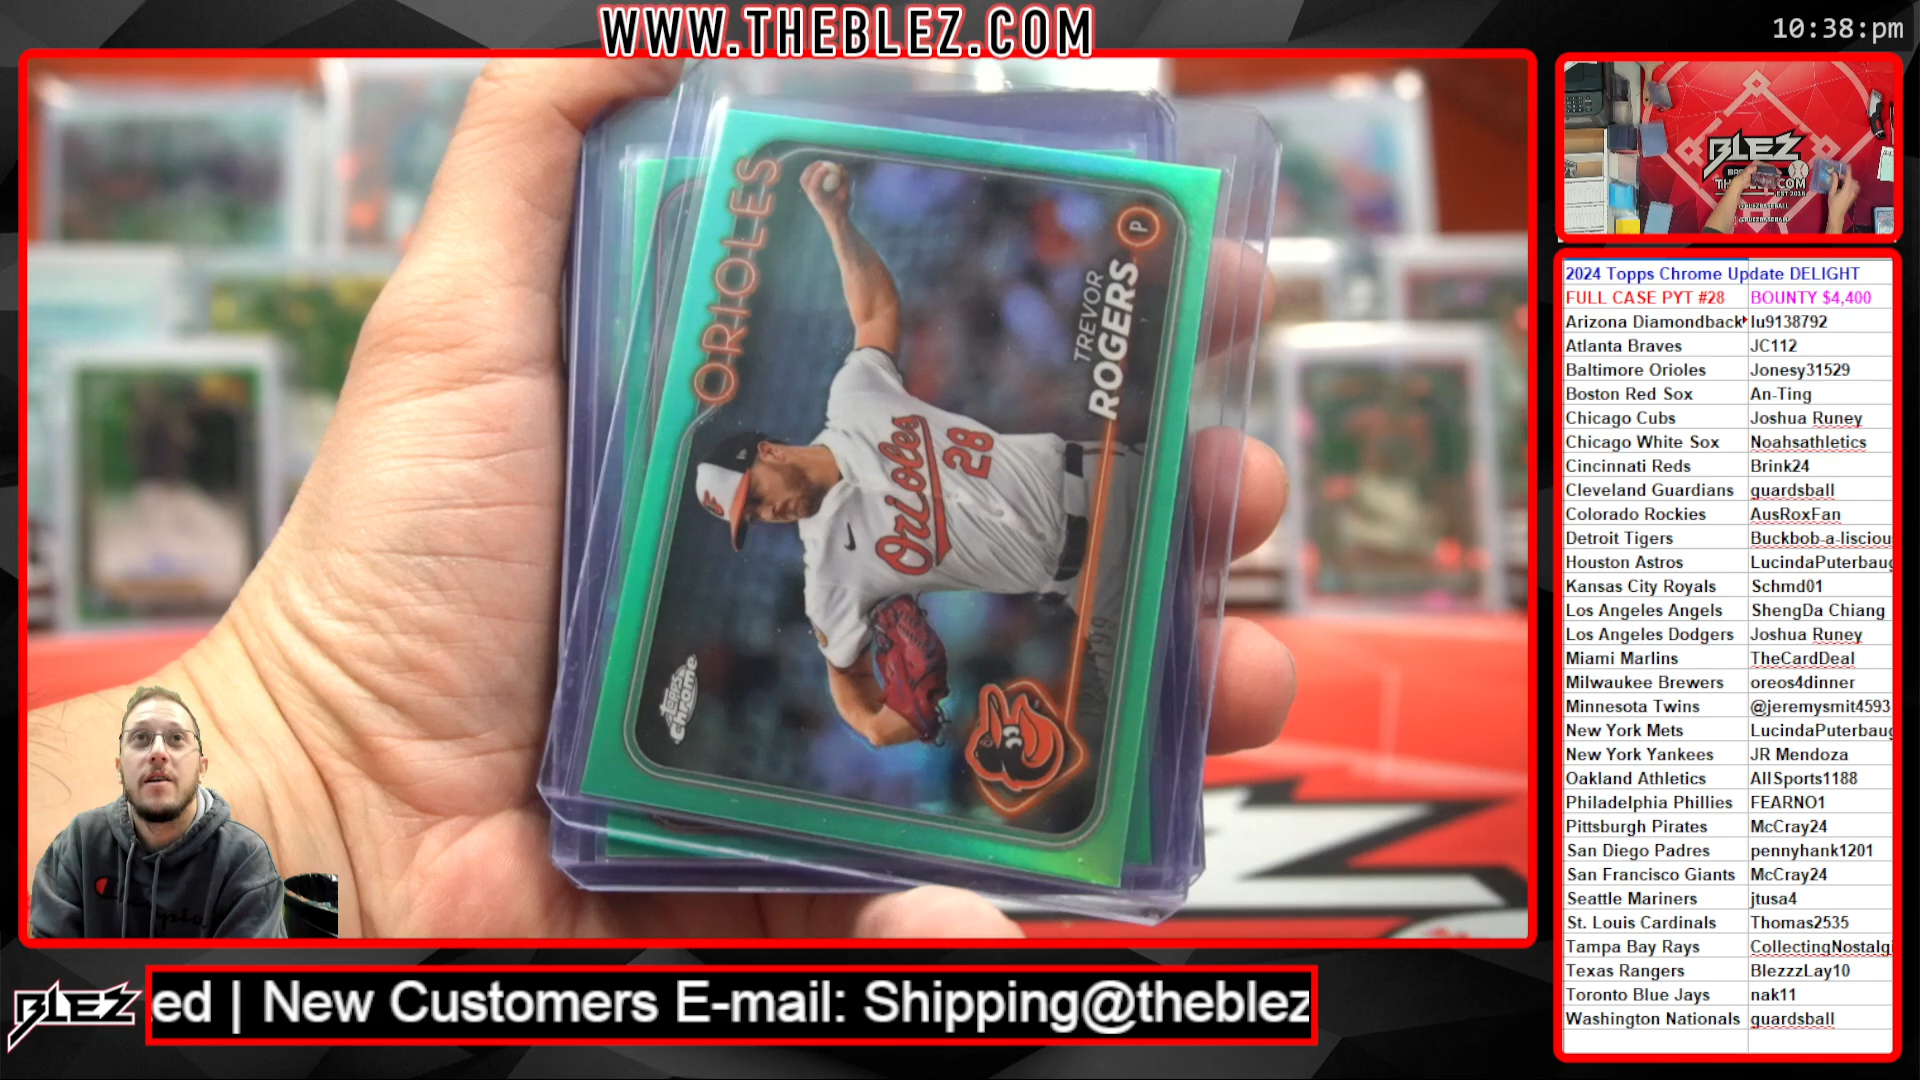 WWW.THEBLEZ.COM
10:38:pm
ORIOLES
P
TREVOR
ROGERS
Orioles
28
Topps
Chrome
BLEZ
2024 Topps Chrome Update DELIGHT
FULL CASE PYT #28 BOUNTY $4,400
Arizona Diamondback lu9138792
Atlanta Braves JC112
Baltimore Orioles Jonesy31529
Boston Red Sox An-Ting
Chicago Cubs Joshua Runey
Chicago White Sox Noahsathletics
Cincinnati Reds Brink24
Cleveland Guardians guardsball
Colorado Rockies AusRoxFan
Detroit Tigers Buckbob-a-lisciou
Houston Astros LucindaPuterbaug
Kansas City Royals Schmd01
Los Angeles Angels ShengDa Chiang
Los Angeles Dodgers Joshua Runey
Miami Marlins TheCardDeal
Milwaukee Brewers oreos4dinner
Minnesota Twins @jeremysmit4593
New York Mets LucindaPuterbaug
New York Yankees JR Mendoza
Oakland Athletics AllSports1188
Philadelphia Phillies FEARNO1
Pittsburgh Pirates McCray24
San Diego Padres pennyhank1201
San Francisco Giants McCray24
Seattle Mariners jtusa4
St. Louis Cardinals Thomas2535
Tampa Bay Rays CollectingNostalgi
Texas Rangers BlezzzLay10
Toronto Blue Jays nak11
Washington Nationals guardsball
BLEZ
ed | New Customers E-mail: Shipping@theblez